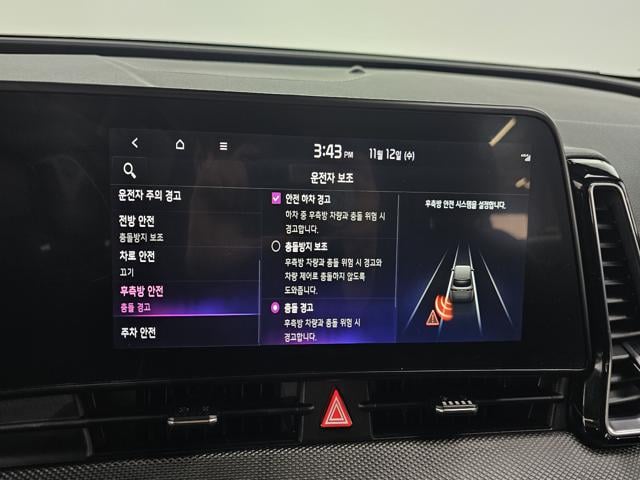 3:43 PM 11월 12일 (수)
운전자 보조
운전자 주의 경고
전방 안전
충돌방지 보조
차로 안전
끄기
후측방 안전
충돌 경고
주차 안전
안전 하차 경고
하차 중 후측방 차량과 충돌 위험 시
경고합니다.
충돌방지 보조
후측방 차량과 충돌 위험 시 경고와
차량 제어로 충돌하지 않도록
도와줍니다.
충돌 경고
후측방 차량과 충돌 위험 시
경고합니다.
후측방 안전 시스템을 설정합니다.